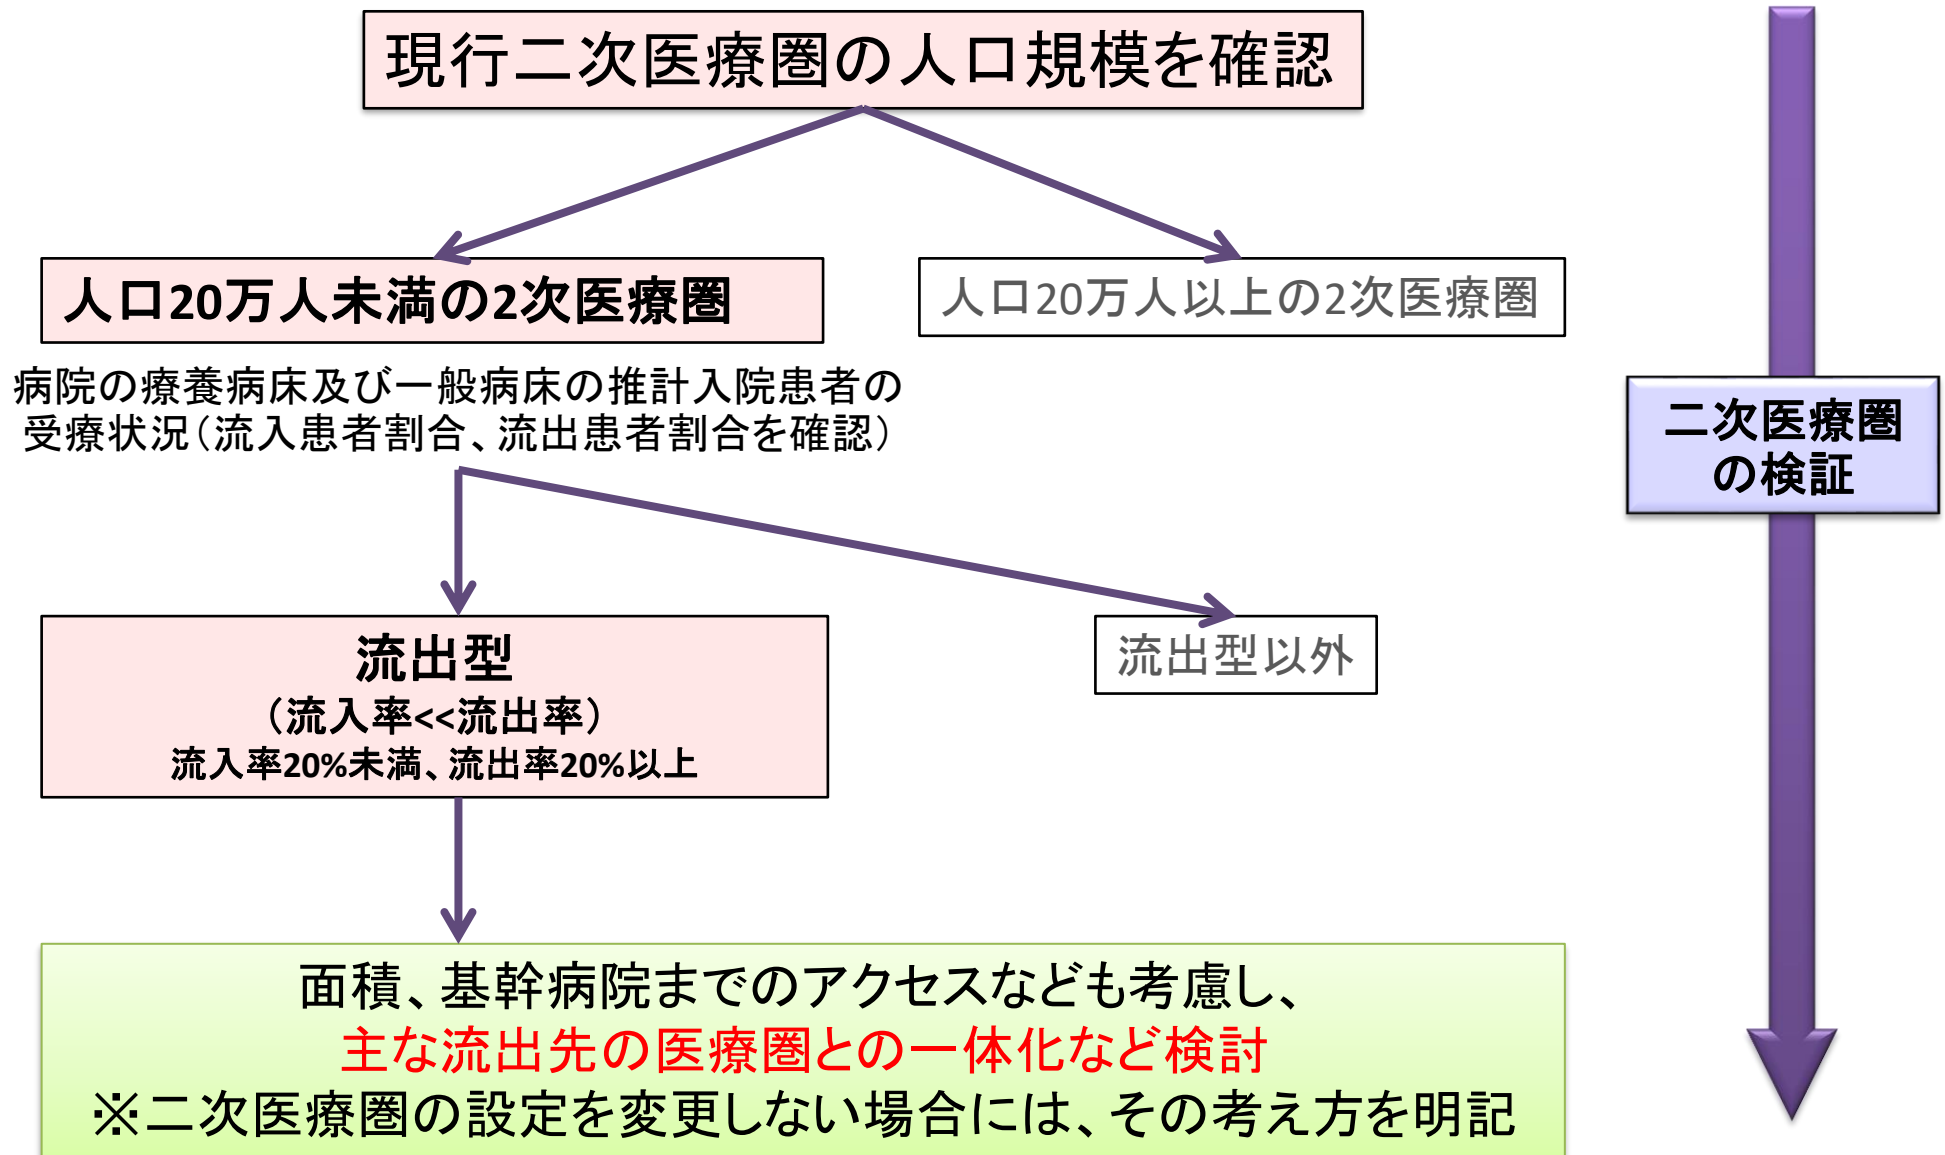 現行二次医療圏の人口規模を確認
人口20万人未満の2次医療圏
人口20万人以上の2次医療圏
病院の療養病床及び一般病床の推計入院患者の
受療状況（流入患者割合、流出患者割合を確認）
二次医療圏
の検証
流出型
（流入率<<流出率）
流入率20%未満、流出率20%以上
流出型以外
面積、基幹病院までのアクセスなども考慮し、
主な流出先の医療圏との一体化など検討
※二次医療圏の設定を変更しない場合には、その考え方を明記